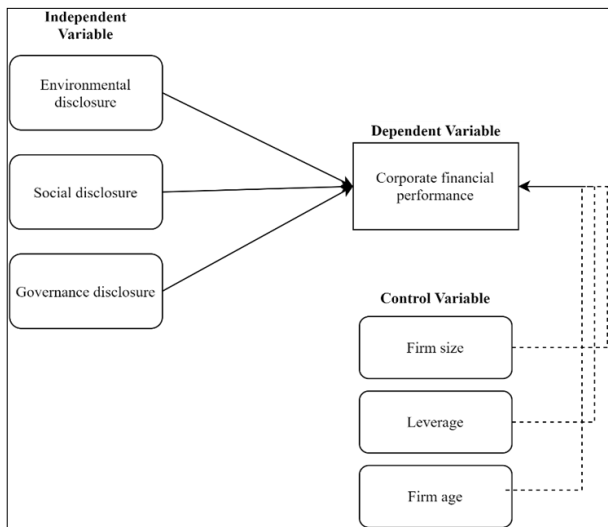 Independent
Variable
Environmental
disclosure
Social disclosure
Governance disclosure
Dependent Variable
Corporate financial
performance
Control Variable
Firm size
Leverage
Firm age